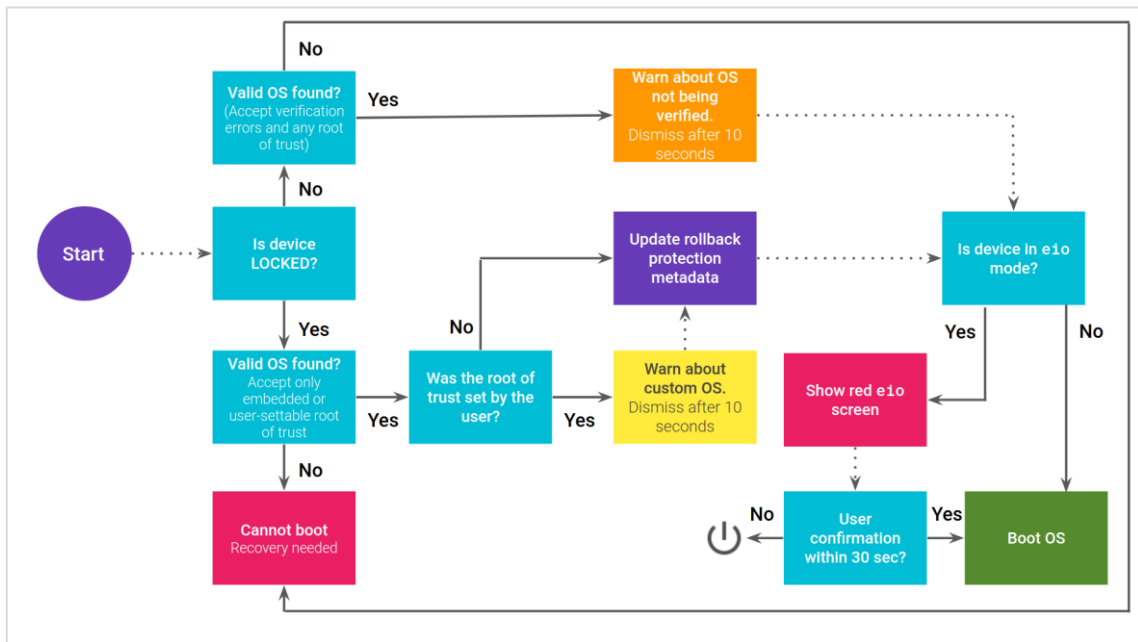 No
Valid OS found?
(Accept verification
errors and any root
of trust)
Yes
Warn about OS
not being
verified.
Dismiss after 10
seconds
No
Start
Is device
LOCKED?
Update rollback
protection
metadata
Is device in eio
mode?
Yes
No
Yes
No
Valid OS found?
Accept only
embedded or
user-settable root
of trust
Yes
Was the root of
trust set by the
user?
Yes
Warn about
custom OS.
Dismiss after 10
seconds
Show red eio
screen
No
Cannot boot
Recovery needed
No
User
confirmation
within 30 sec?
Yes
Boot OS